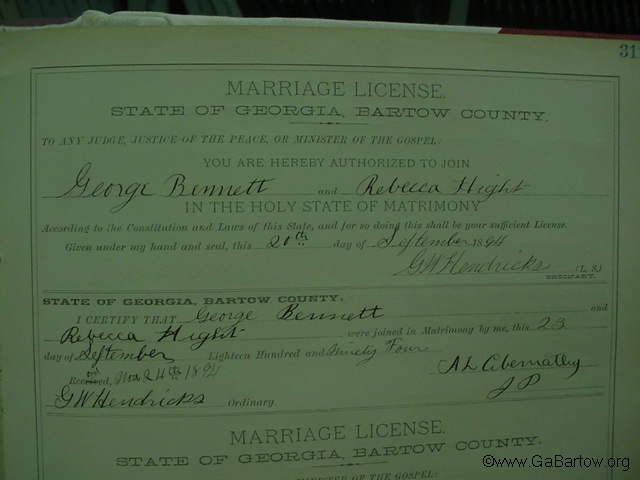 31
MARRIAGE LICENSE.
STATE OF GEORGIA, BARTOW COUNTY.
TO ANY JUDGE, JUSTICE OF THE PEACE, OR MINISTER OF THE GOSPEL:
YOU ARE HEREBY AUTHORIZED TO JOIN
George Bennett and Rebecca Hight
IN THE HOLY STATE OF MATRIMONY
According to the Constitution and Laws of this State, and for so doing this shall be your sufficient License.
Given under my hand and seal, this 20th day of September 1894
GW Hendricks (L. S.)
ORDINARY.
STATE OF GEORGIA, BARTOW COUNTY:
I CERTIFY THAT George Bennett and
Rebecca Hight were joined in Matrimony by me, this 23
day of September Eighteen Hundred and Ninety Four
Received, Nov 24th 1894 A L Abernathy
GW Hendricks Ordinary. J P
MARRIAGE LICENSE.
STATE OF GEORGIA, BARTOW COUNTY.
MINISTER OF THE GOSPEL:
©www.GaBartow.org